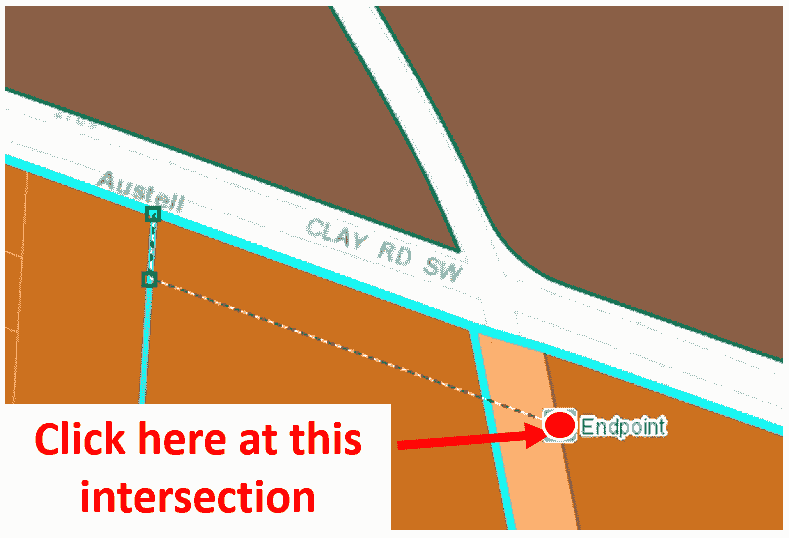 Austell
CLAY RD SW
Endpoint
Click here at this
intersection